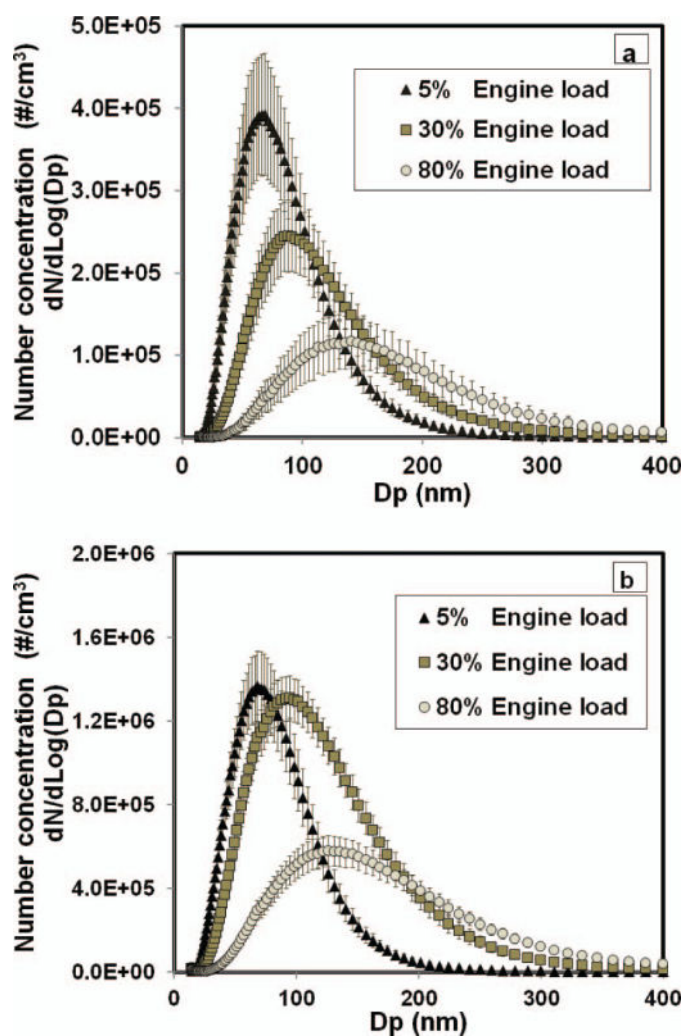 5.0E+05
a
5% Engine load
4.0E+05
30% Engine load
80% Engine load
3.0E+05
2.0E+05
1.0E+05
0.0E+00
Number concentration (#/cm³)
dN/dLog(Dp)
0 100 200 300 400
Dp (nm)
2.0E+06
b
5% Engine load
1.6E+06
30% Engine load
80% Engine load
1.2E+06
8.0E+05
4.0E+05
0.0E+00
Number concentration (#/cm³)
dN/dLog(Dp)
0 100 200 300 400
Dp (nm)